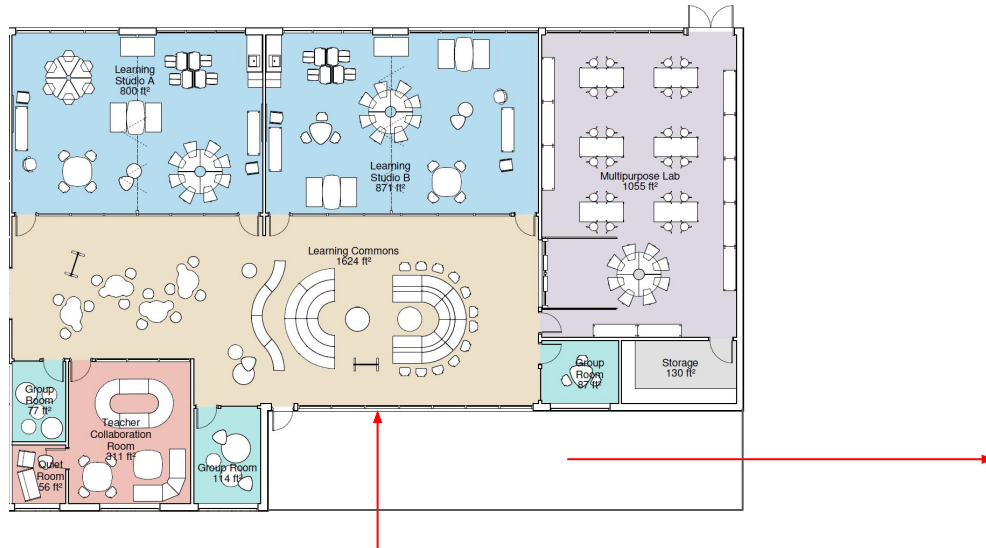 Learning
Studio A
800 ft²
Learning
Studio B
871 ft²
Multipurpose Lab
1055 ft²
Learning Commons
1624 ft²
Group
Room
77 ft²
Teacher
Collaboration
Room
311 ft²
Quiet
Room
56 ft²
Group Room
114 ft²
Group
Room
87 ft²
Storage
130 ft²